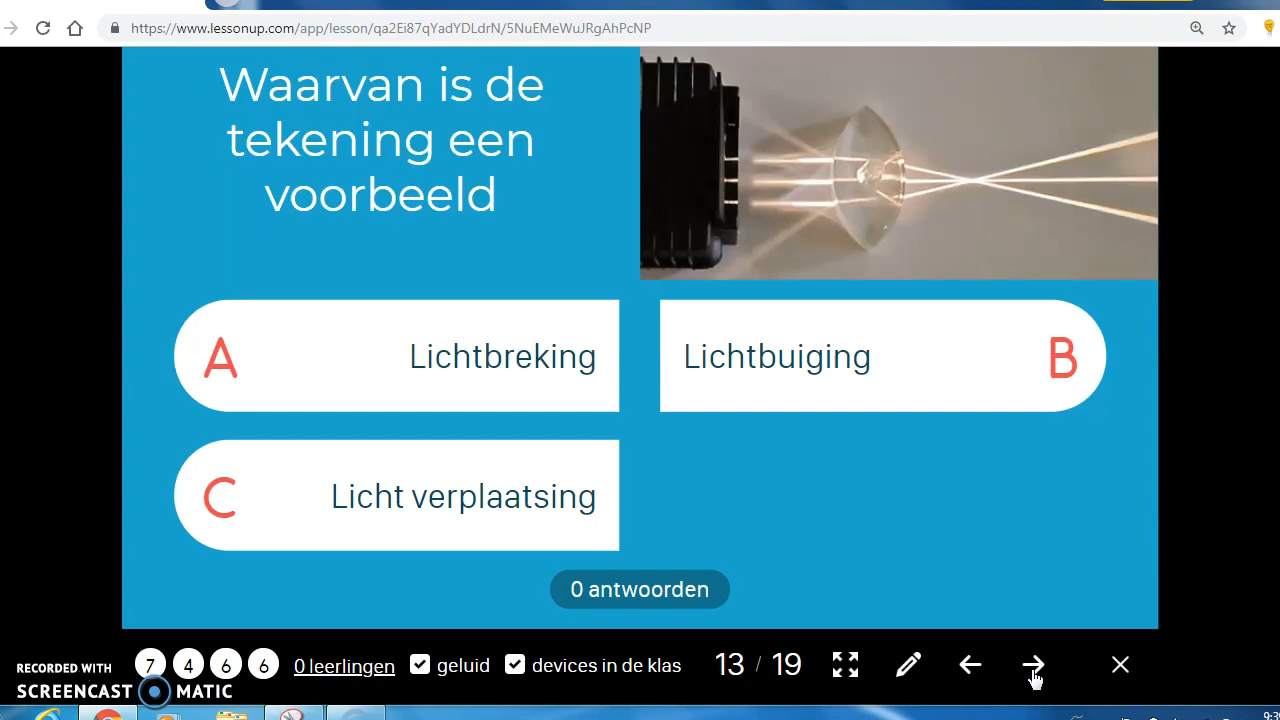 https://www.lessonup.com/app/lesson/qa2Ei87qYadYDLdrN/5NuEMeWuJRgAhPcNP
Waarvan is de
tekening een
voorbeeld
A Lichtbreking
Lichtbuiging B
C Licht verplaatsing
0 antwoorden
RECORDED WITH
SCREENCAST MATIC
7 4 6 6 0 leerlingen geluid devices in de klas 13 / 19